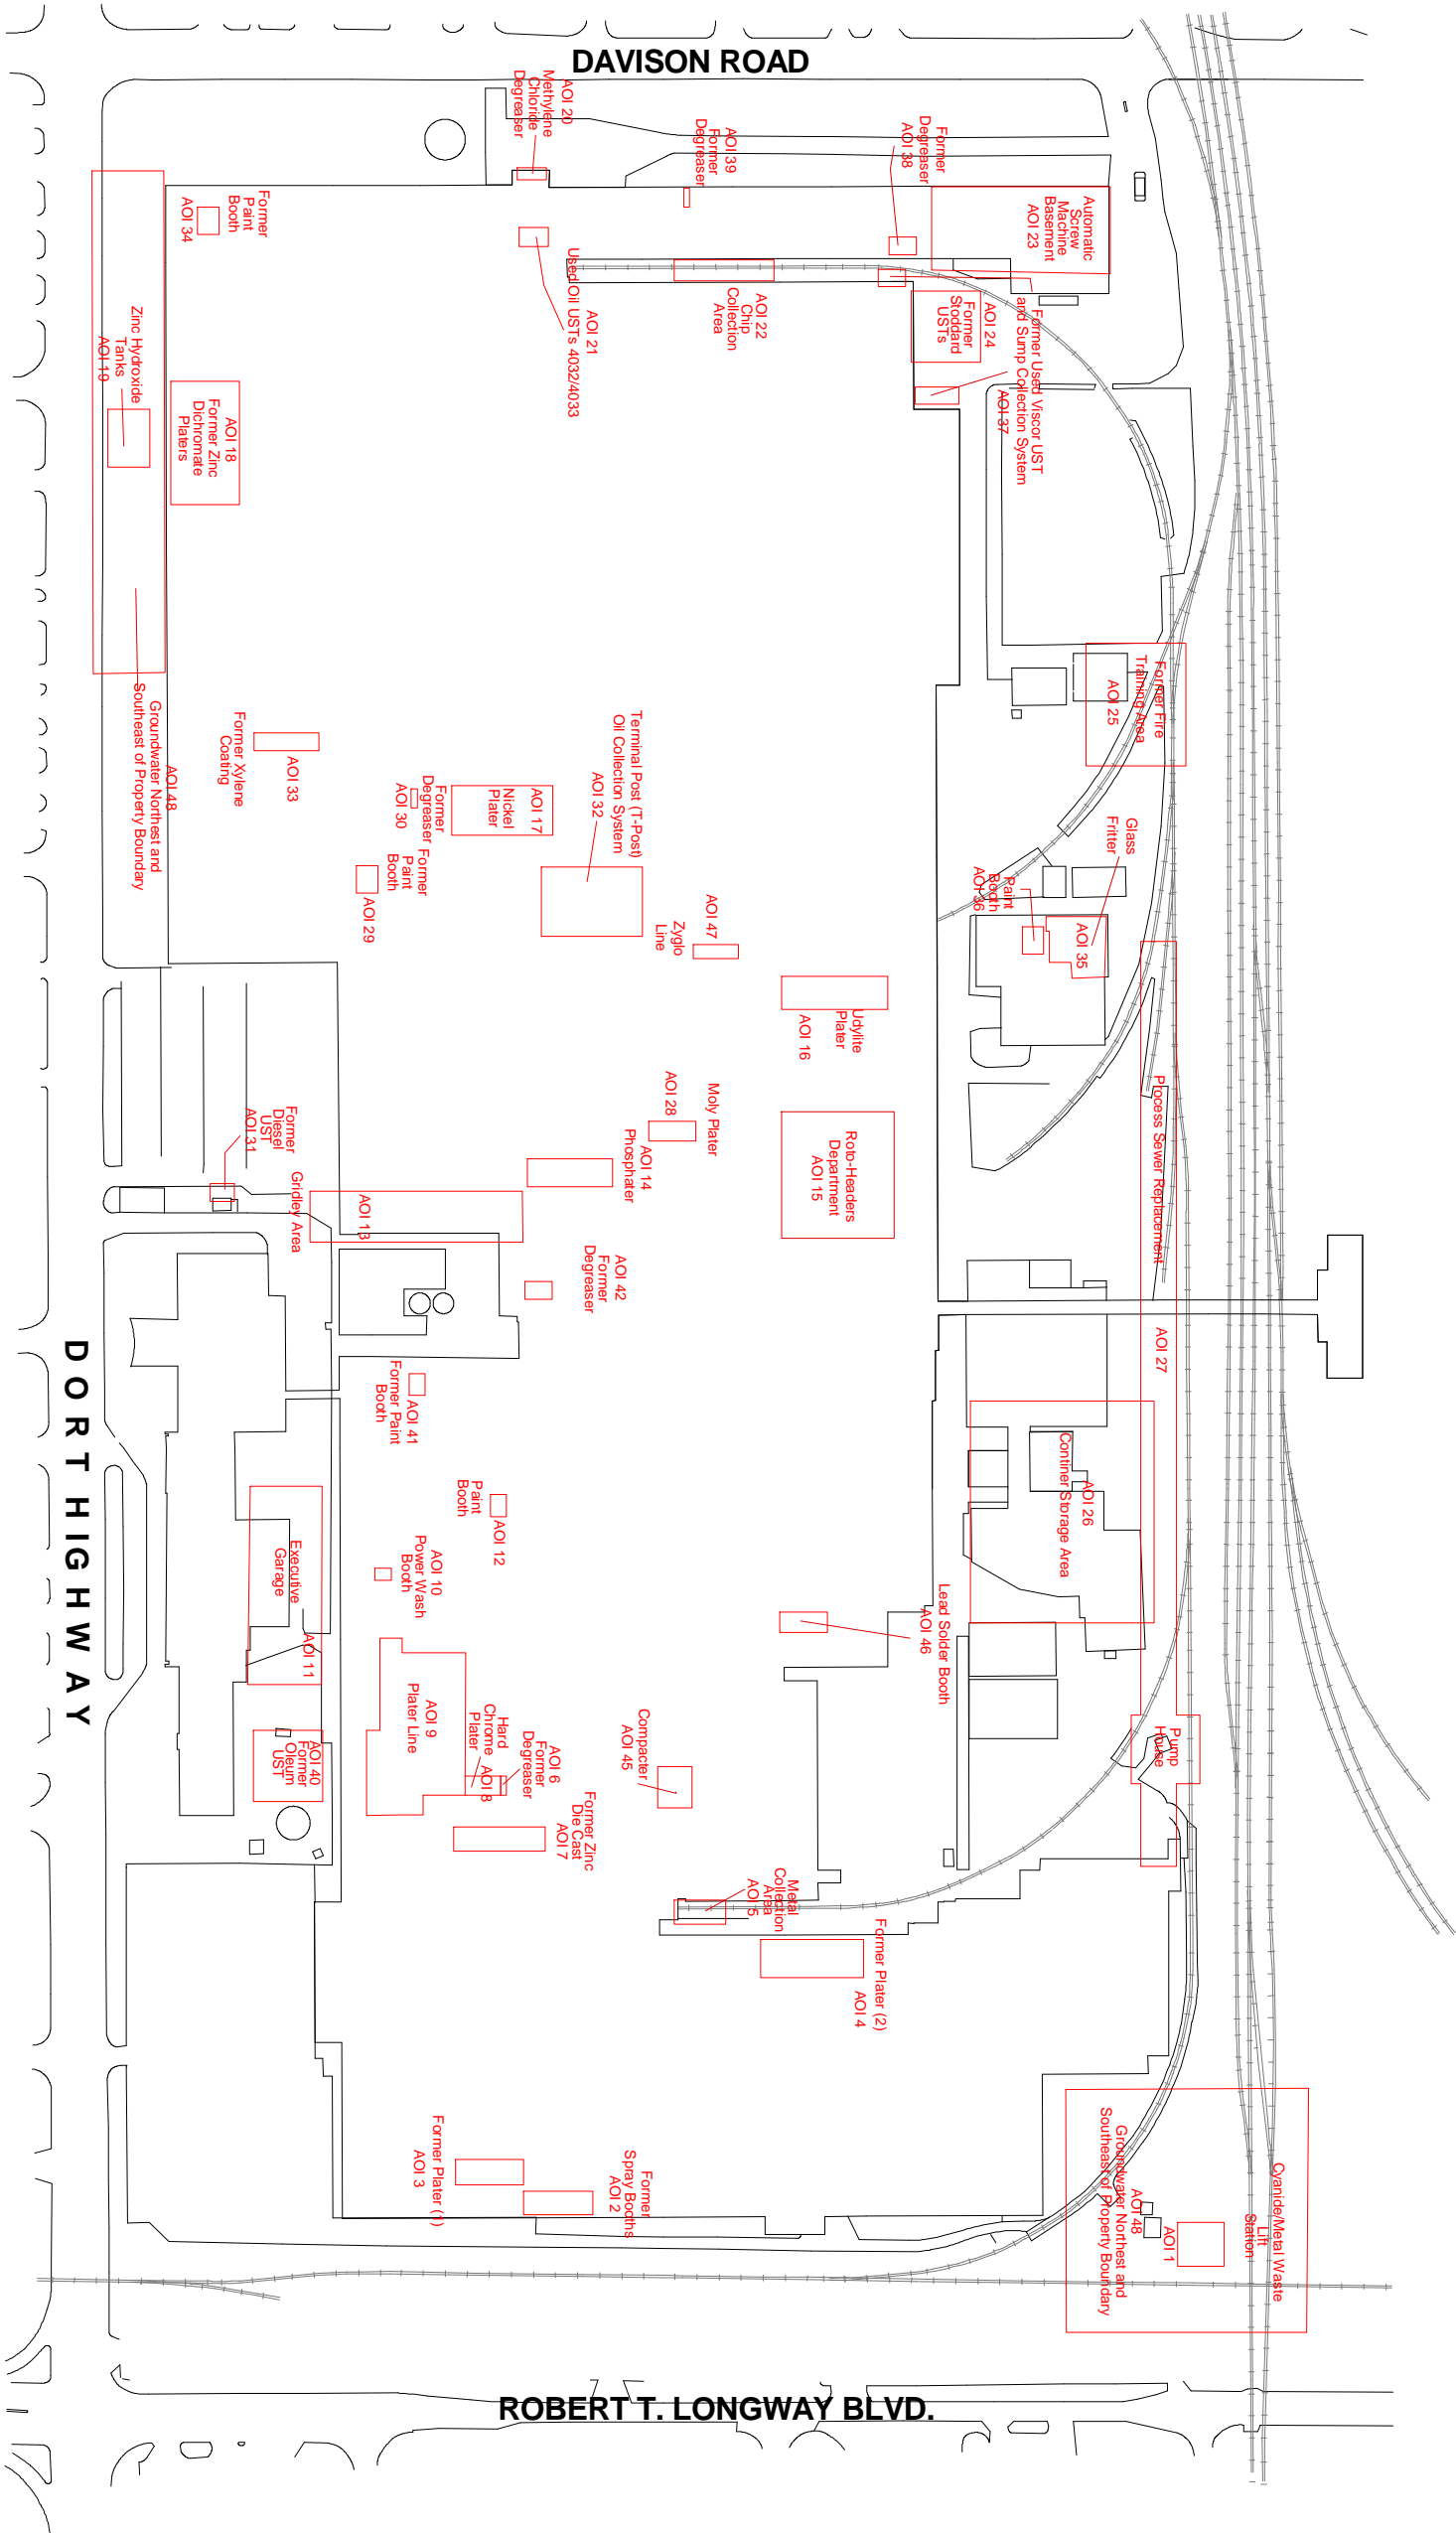 DAVISON ROAD
AOI 20
Methylene
Chloride
Degreaser
AOI 39
Former
Degreaser
Former
Degreaser
AOI 38
Automatic
Screw
Machine
Basement
AOI 23
Former
Paint
Booth
AOI 34
AOI 21
Used Oil USTs 4032/4033
AOI 22
Chip
Collection
Area
AOI 24
Former
Stoddard
USTs
Former Used Viscor UST
and Sump Collection System
AOI 37
Zinc Hydroxide
Tanks
AOI 19
AOI 18
Former Zinc
Dichromate
Platers
AOI 48
Groundwater Northest and
Southeast of Property Boundary
Former Xylene
Coating
AOI 33
Former
Degreaser
AOI 30
AOI 17
Nickel
Plater
Terminal Post (T-Post)
Oil Collection System
AOI 32
Former Fire
Training Area
AOI 25
Glass
Fritter
AOI 35
Paint
Booth
AOI 36
Former
Paint
Booth
AOI 29
AOI 47
Zyglo
Line
Udylite
Plater
AOI 16
Process Sewer Replacement
AOI 27
Moly Plater
AOI 28
AOI 14
Phosphater
Roto-Headers
Department
AOI 15
Former
Diesel
UST
AOI 31
Gridley Area
AOI 13
AOI 42
Former
Degreaser
DORT HIGHWAY
AOI 41
Former Paint
Booth
Paint
Booth
AOI 12
AOI 10
Power Wash
Booth
AOI 26
Continer Storage Area
Executive
Garage
AOI 11
Lead Solder Booth
AOI 46
AOI 9
Plater Line
Hard
Chrome
Plater
AOI 8
AOI 6
Former
Degreaser
AOI 40
Former
Oleum
UST
Compacter
AOI 45
Pump
House
Former Zinc
Die Cast
AOI 7
Metal
Collection
Area
AOI 5
Former Plater (2)
AOI 4
Former Plater (1)
AOI 3
Former
Spray Booths
AOI 2
AOI 48
Groundwater Northest and
Southeast of Property Boundary
AOI 1
Cyanide/Metal Waste
Lift
Station
ROBERT T. LONGWAY BLVD.